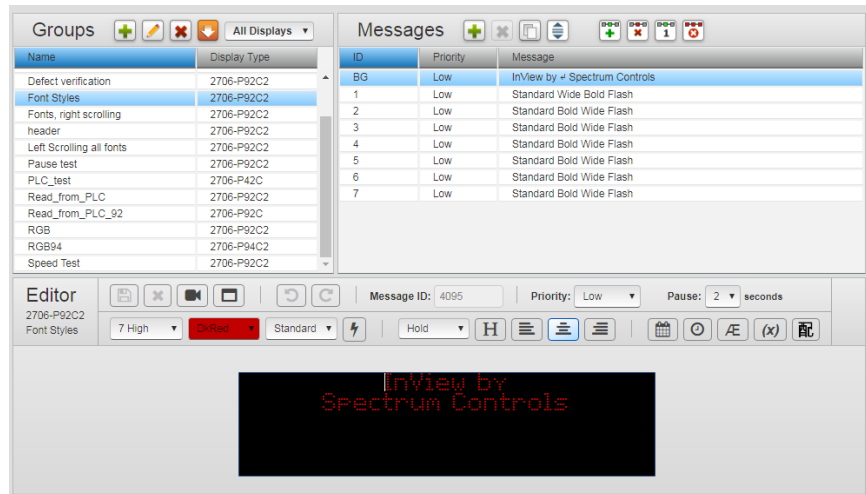 Groups All Displays
Name Display Type
Defect verification 2706-P92C2
Font Styles 2706-P92C2
Fonts, right scrolling 2706-P92C2
header 2706-P92C2
Left Scrolling all fonts 2706-P92C2
Pause test 2706-P92C2
PLC_test 2706-P42C
Read_from_PLC 2706-P92C2
Read_from_PLC_92 2706-P92C
RGB 2706-P92C2
RGB94 2706-P94C2
Speed Test 2706-P92C2
Messages 1
ID Priority Message
BG Low InView by ↵ Spectrum Controls
1 Low Standard Wide Bold Flash
2 Low Standard Bold Wide Flash
3 Low Standard Bold Wide Flash
4 Low Standard Bold Wide Flash
5 Low Standard Bold Wide Flash
6 Low Standard Bold Wide Flash
7 Low Standard Bold Wide Flash
Editor Message ID: 4095 Priority: Low Pause: 2 seconds
2706-P92C2
Font Styles 7 High DkRed Standard Hold H Æ (x) 配
InView by
Spectrum Controls